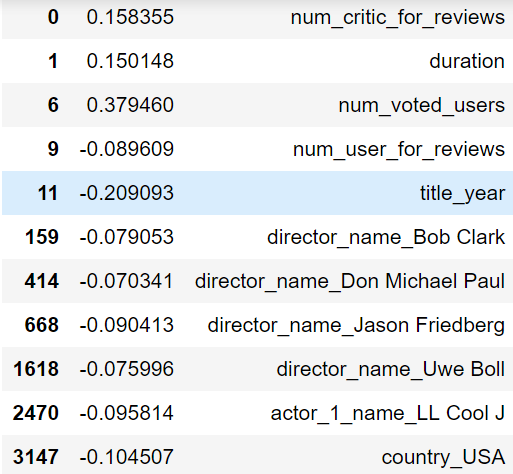 0 0.158355 num_critic_for_reviews
1 0.150148 duration
6 0.379460 num_voted_users
9 -0.089609 num_user_for_reviews
11 -0.209093 title_year
159 -0.079053 director_name_Bob Clark
414 -0.070341 director_name_Don Michael Paul
668 -0.090413 director_name_Jason Friedberg
1618 -0.075996 director_name_Uwe Boll
2470 -0.095814 actor_1_name_LL Cool J
3147 -0.104507 country_USA